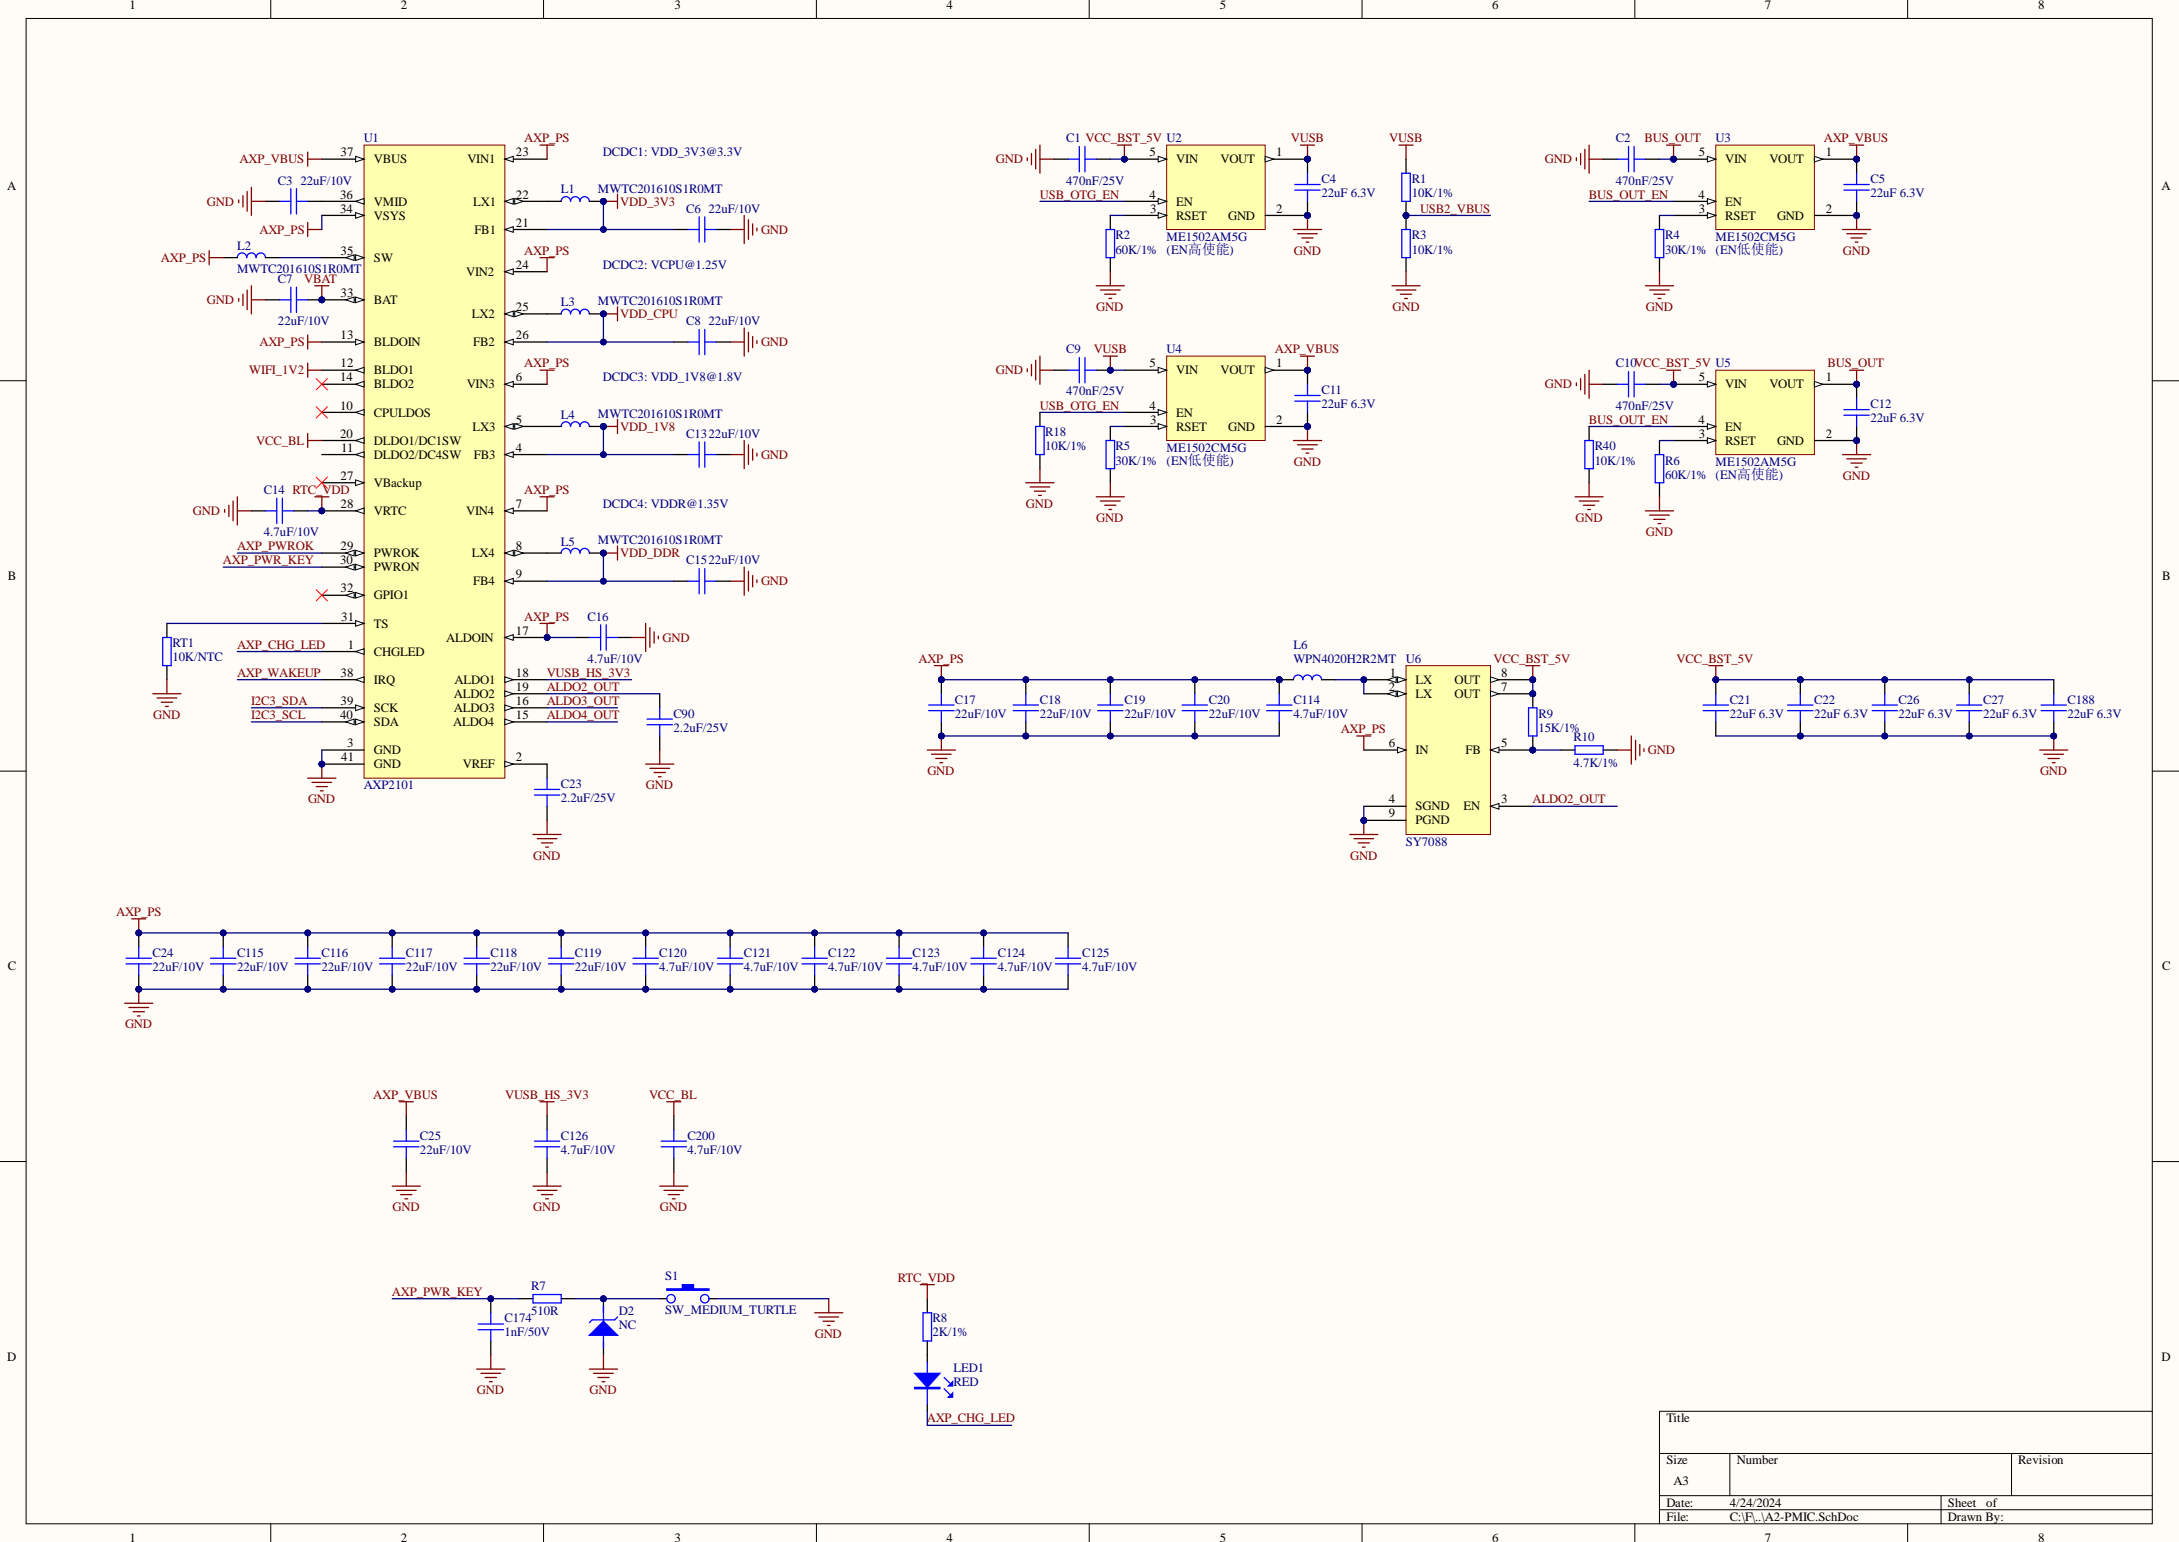 1 2 3 4 5 6 7 8
A
B
C
D
U1
AXP_VBUS 37 VBUS
C3 22uF/10V
GND 36 VMID
34 VSYS
AXP_PS
L2
AXP_PS 35 SW
MWTC201610S1R0MT
C7 VBAT
GND 33 BAT
22uF/10V
AXP_PS 13 BLDOIN
WIFI_1V2 12 BLDO1
14 BLDO2
10 CPULDOS
VCC_BL 20 DLDO1/DC1SW
11 DLDO2/DC4SW
27 VBackup
C14 RTC_VDD
GND 28 VRTC
4.7uF/10V
AXP_PWROK 29 PWROK
AXP_PWR_KEY 30 PWRON
32 GPIO1
31 TS
RT1
10K/NTC
GND
AXP_CHG_LED 1 CHGLED
AXP_WAKEUP 38 IRQ
I2C3_SDA 39 SCK
I2C3_SCL 40 SDA
3 GND
41 GND
GND
AXP2101
AXP_PS
VIN1 23
DCDC1: VDD_3V3@3.3V
LX1 22 L1 MWTC201610S1R0MT
VDD_3V3
FB1 21 C6 22uF/10V
GND
AXP_PS
VIN2 24
DCDC2: VCPU@1.25V
LX2 25 L3 MWTC201610S1R0MT
VDD_CPU
FB2 26 C8 22uF/10V
GND
AXP_PS
VIN3 6
DCDC3: VDD_1V8@1.8V
LX3 5 L4 MWTC201610S1R0MT
VDD_1V8
FB3 4 C13 22uF/10V
GND
AXP_PS
VIN4 7
DCDC4: VDDR@1.35V
LX4 8 L5 MWTC201610S1R0MT
VDD_DDR
FB4 9 C15 22uF/10V
GND
AXP_PS C16
ALDOIN 17 GND
4.7uF/10V
ALDO1 18 VUSB_HS_3V3
ALDO2 19 ALDO2_OUT
ALDO3 16 ALDO3_OUT
ALDO4 15 ALDO4_OUT
C90
2.2uF/25V
GND
VREF 2
C23
2.2uF/25V
GND
C1 VCC_BST_5V U2 VUSB
GND 5 VIN VOUT 1
470nF/25V
USB_OTG_EN 4 EN
3 RSET GND 2
C4
22uF 6.3V
R2
60K/1%
ME1502AM5G
(EN高使能)
GND
GND
VUSB
R1
10K/1%
USB2_VBUS
R3
10K/1%
GND
C2 BUS_OUT U3 AXP_VBUS
GND 5 VIN VOUT 1
470nF/25V
BUS_OUT_EN 4 EN
3 RSET GND 2
C5
22uF 6.3V
R4
30K/1%
ME1502CM5G
(EN低使能)
GND
GND
C9 VUSB U4 AXP_VBUS
GND 5 VIN VOUT 1
470nF/25V
USB_OTG_EN 4 EN
3 RSET GND 2
C11
22uF 6.3V
R18
10K/1%
R5
30K/1%
ME1502CM5G
(EN低使能)
GND
GND
GND
C10 VCC_BST_5V U5 BUS_OUT
GND 5 VIN VOUT 1
470nF/25V
BUS_OUT_EN 4 EN
3 RSET GND 2
C12
22uF 6.3V
R40
10K/1%
R6
60K/1%
ME1502AM5G
(EN高使能)
GND
GND
GND
AXP_PS
C17
22uF/10V
C18
22uF/10V
C19
22uF/10V
C20
22uF/10V
C114
4.7uF/10V
GND
L6
WPN4020H2R2MT
U6
VCC_BST_5V
1 LX OUT 8
2 LX OUT 7
R9
15K/1%
AXP_PS
6 IN FB 5
R10
4.7K/1%
GND
4 SGND EN 3 ALDO2_OUT
9 PGND
GND
SY7088
VCC_BST_5V
C21
22uF 6.3V
C22
22uF 6.3V
C26
22uF 6.3V
C27
22uF 6.3V
C188
22uF 6.3V
GND
AXP_PS
C24
22uF/10V
C115
22uF/10V
C116
22uF/10V
C117
22uF/10V
C118
22uF/10V
C119
22uF/10V
C120
4.7uF/10V
C121
4.7uF/10V
C122
4.7uF/10V
C123
4.7uF/10V
C124
4.7uF/10V
C125
4.7uF/10V
GND
AXP_VBUS
C25
22uF/10V
GND
VUSB_HS_3V3
C126
4.7uF/10V
GND
VCC_BL
C200
4.7uF/10V
GND
AXP_PWR_KEY
R7
510R
C174
1nF/50V
GND
D2
NC
GND
S1
SW_MEDIUM_TURTLE
GND
RTC_VDD
R8
2K/1%
LED1
RED
AXP_CHG_LED
A
B
C
D
Title
Size Number Revision
A3
Date: 4/24/2024 Sheet of
File: C:\F\..\A2-PMIC.SchDoc Drawn By:
1 2 3 4 5 6 7 8